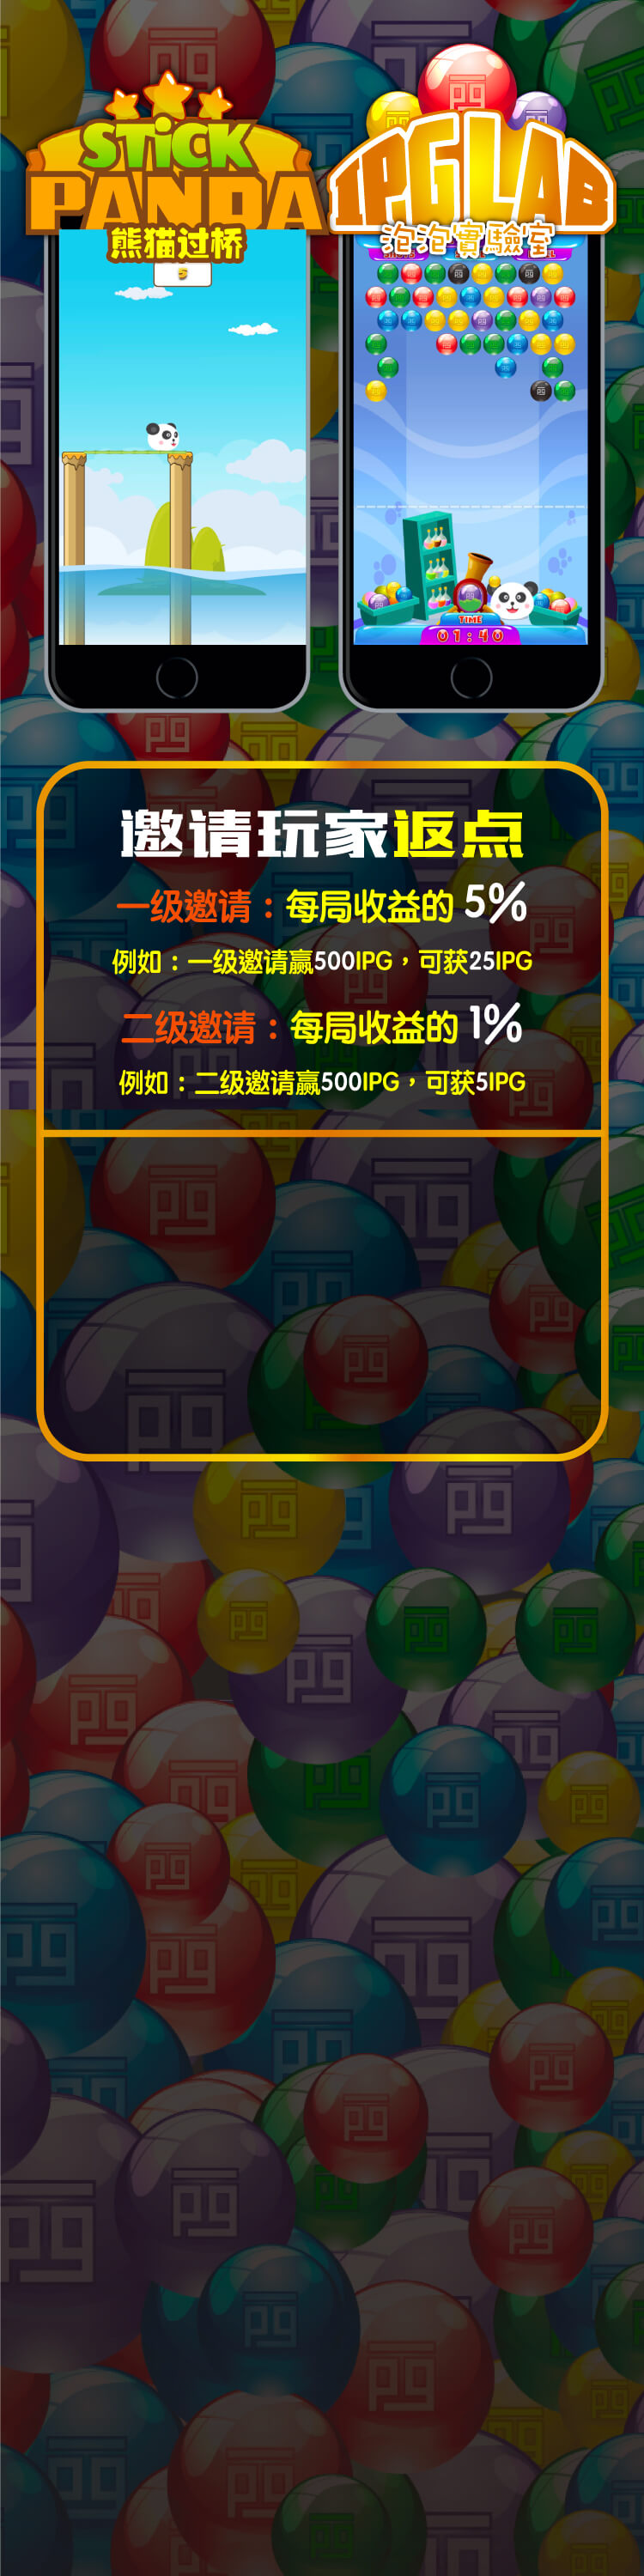 STiCK
PANDA
熊猫过桥
IPG LAB
泡泡實驗室
TIME
01:40
邀请玩家返点
一级邀请：每局收益的 5%
例如：一级邀请赢500IPG，可获25IPG
二级邀请：每局收益的 1%
例如：二级邀请赢500IPG，可获5IPG